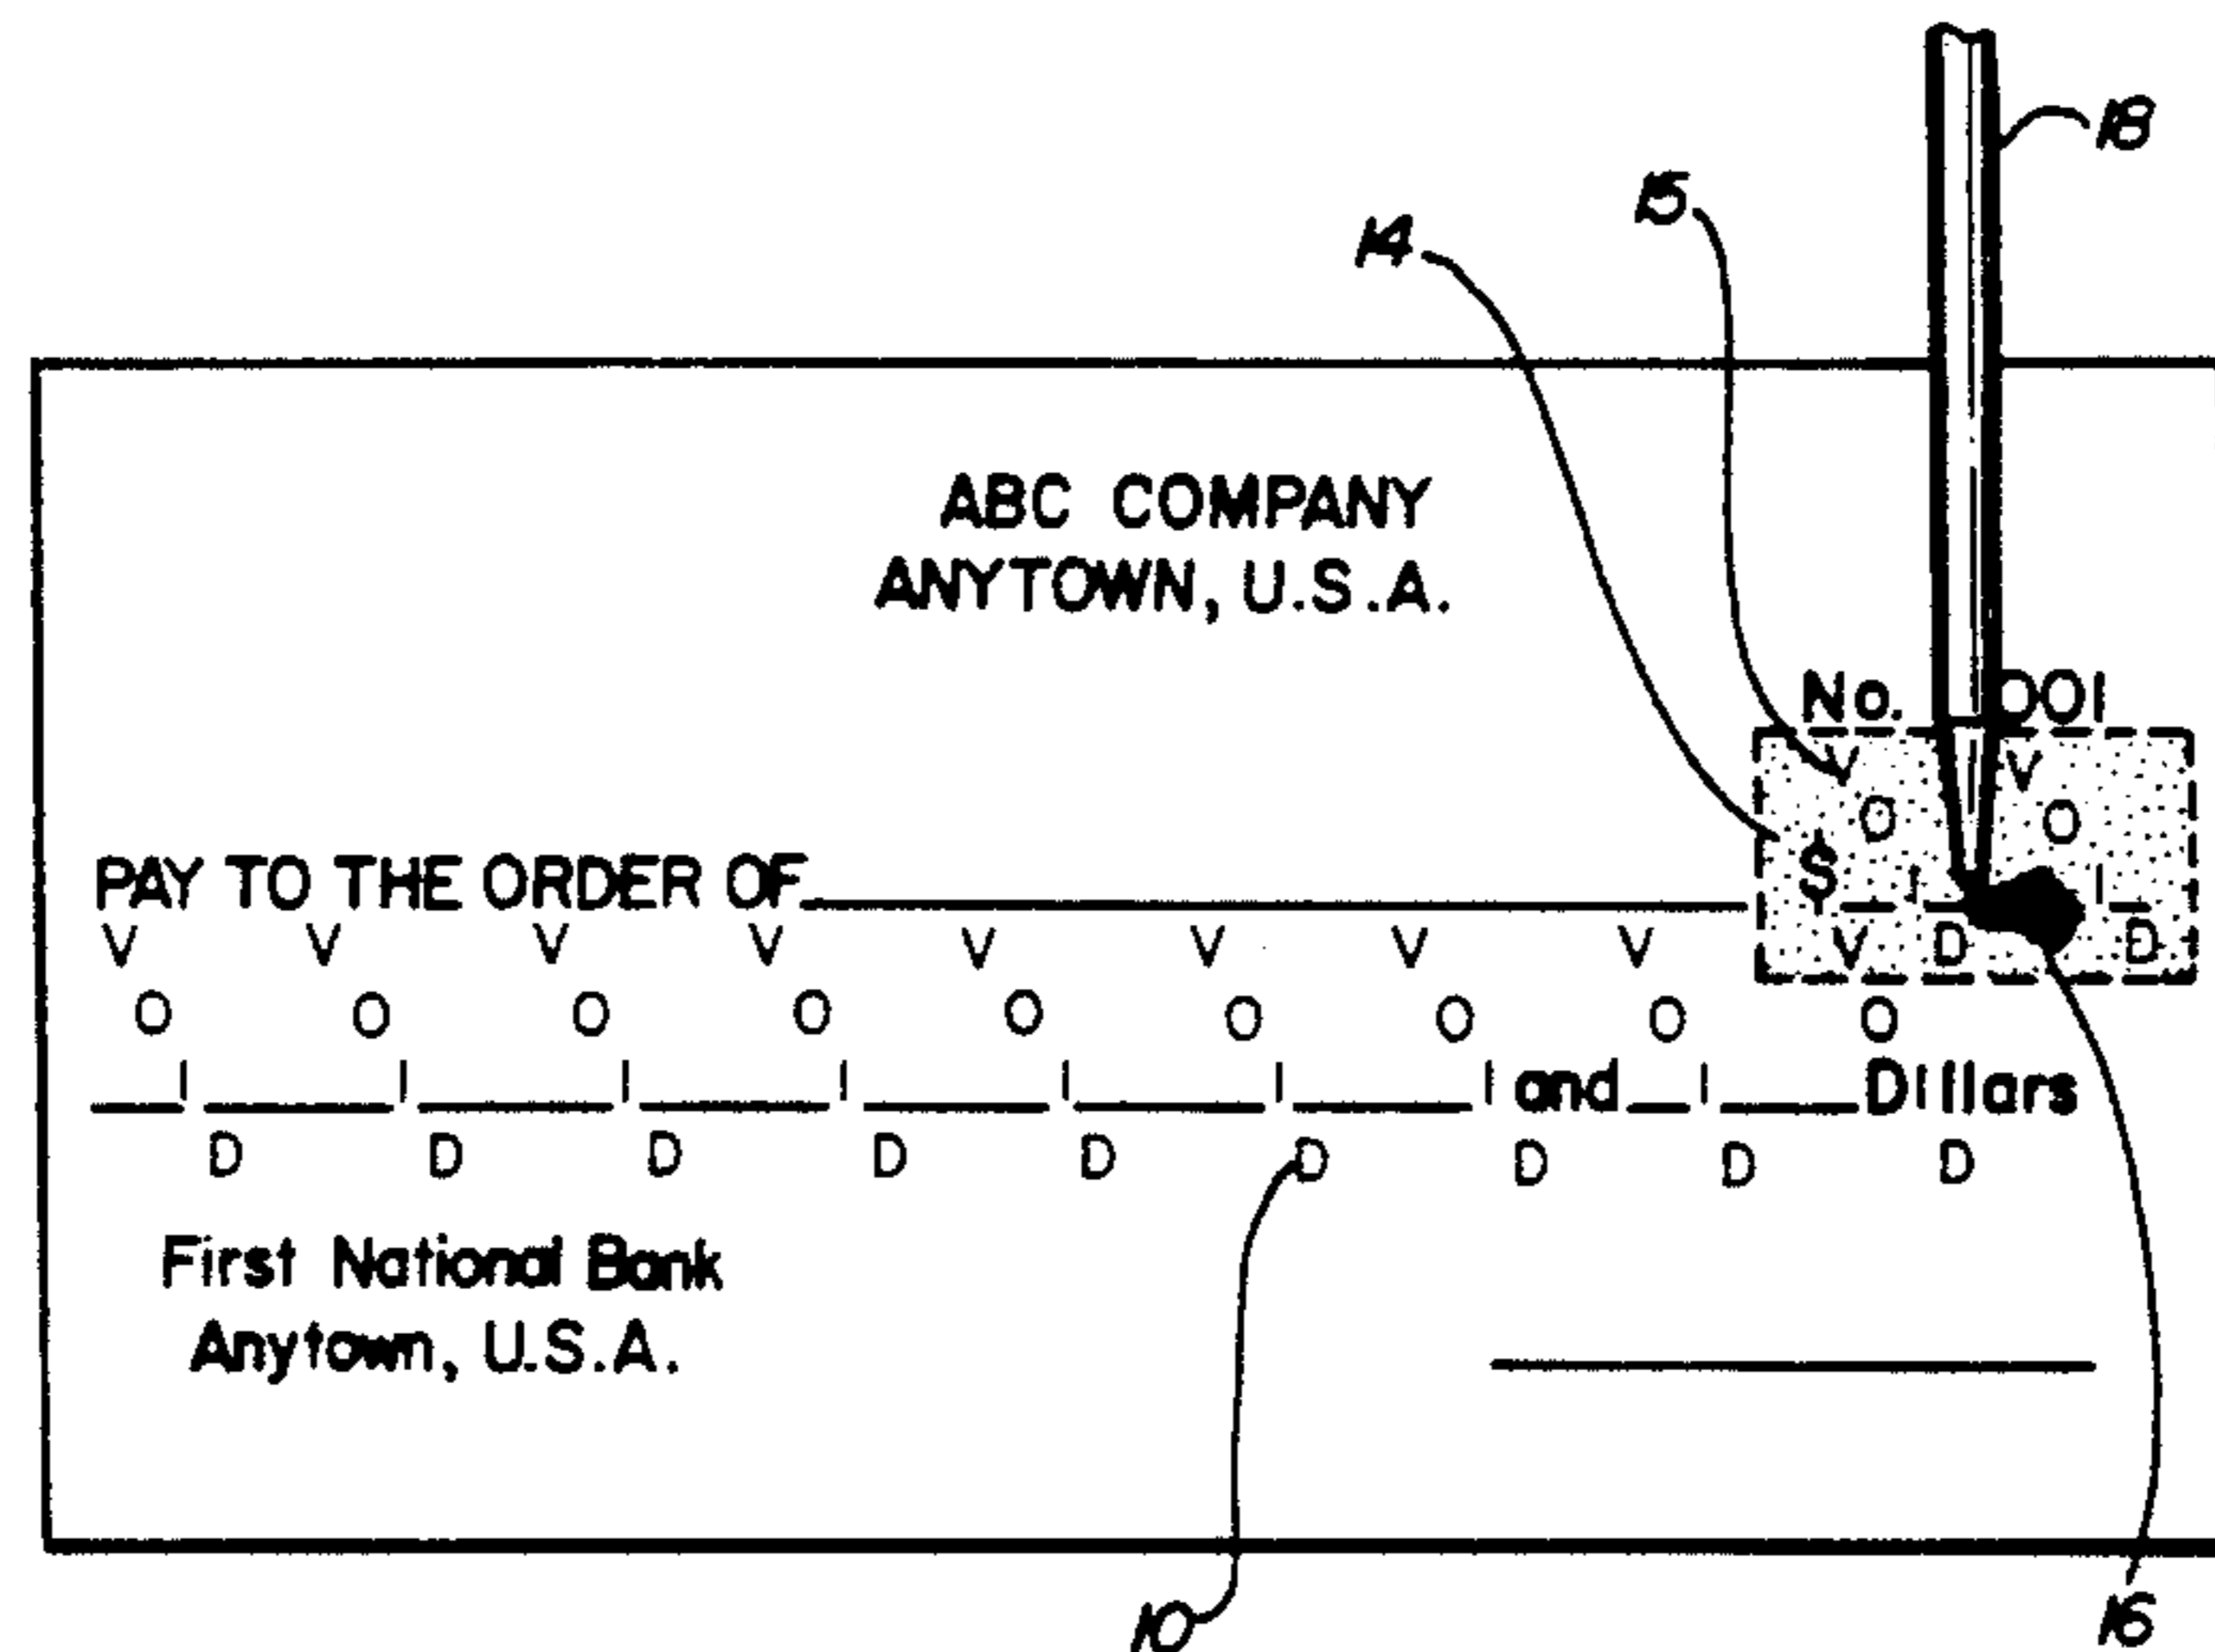 18
15
14
ABC COMPANY
ANYTOWN, U.S.A.
No. 001
V V
O O
PAY TO THE ORDER OF $ I I
V V V V V V V V V D D
O O O O O O O O O
I I I I I I I and I Dillars
D D D D D D D D D
First National Bank
Anytown, U.S.A.
10
16